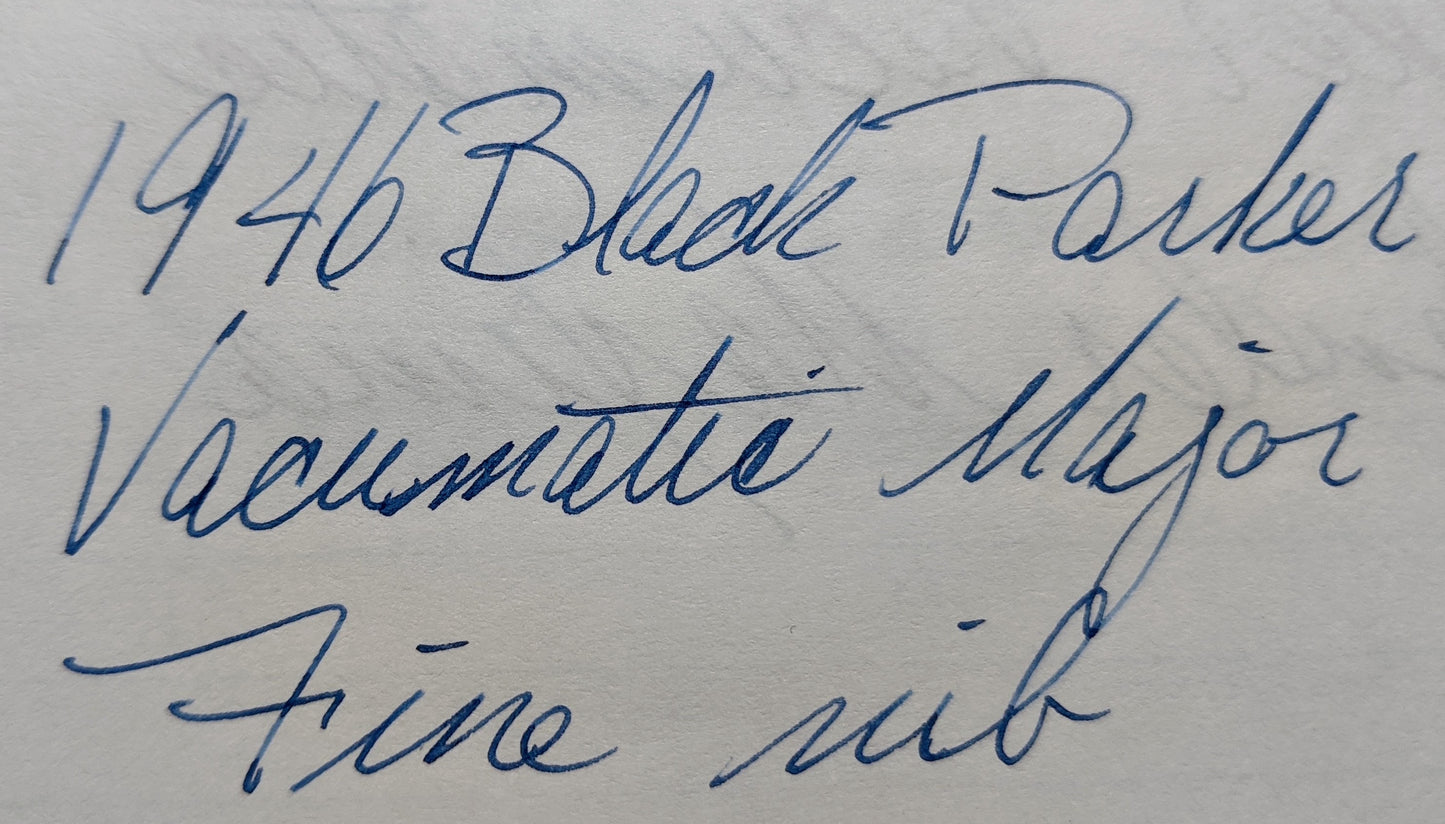 1946 Black Parker
Vacumatic Major
Fine nib